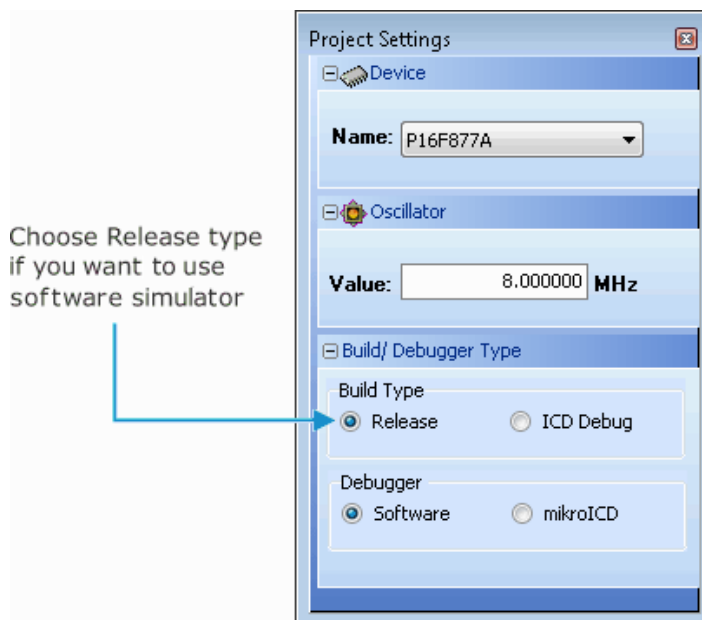 Project Settings
Device
Name: P16F877A
Oscillator
Choose Release type
if you want to use
software simulator
Value: 8.000000 MHz
Build/ Debugger Type
Build Type
Release ICD Debug
Debugger
Software mikroICD